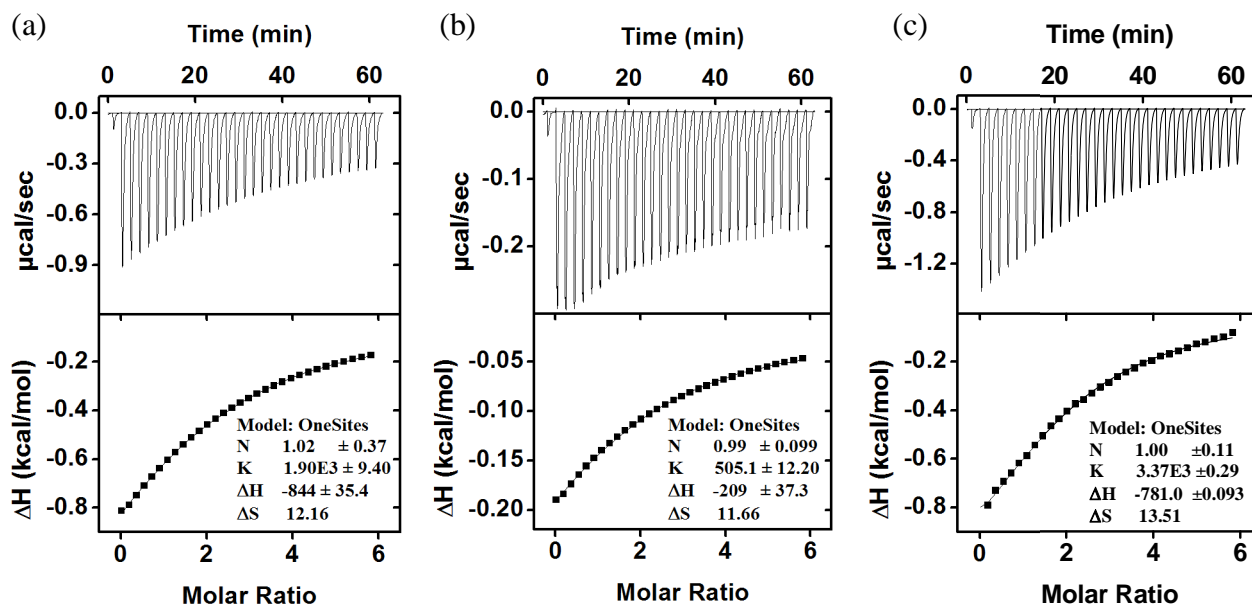 (a)
Time (min)
0 20 40 60
0.0
-0.3
-0.6
-0.9
µcal/sec
-0.2
-0.4
-0.6
-0.8
ΔH (kcal/mol)
Model: OneSites
N 1.02 ± 0.37
K 1.90E3 ± 9.40
ΔH -844 ± 35.4
ΔS 12.16
0 2 4 6
Molar Ratio
(b)
Time (min)
0 20 40 60
0.0
-0.1
-0.2
µcal/sec
-0.05
-0.10
-0.15
-0.20
ΔH (kcal/mol)
Model: OneSites
N 0.99 ± 0.099
K 505.1 ± 12.20
ΔH -209 ± 37.3
ΔS 11.66
0 2 4 6
Molar Ratio
(c)
Time (min)
0 20 40 60
0.0
-0.4
-0.8
-1.2
µcal/sec
-0.2
-0.4
-0.6
-0.8
ΔH (kcal/mol)
Model: OneSites
N 1.00 ±0.11
K 3.37E3 ±0.29
ΔH -781.0 ±0.093
ΔS 13.51
0 2 4 6
Molar Ratio